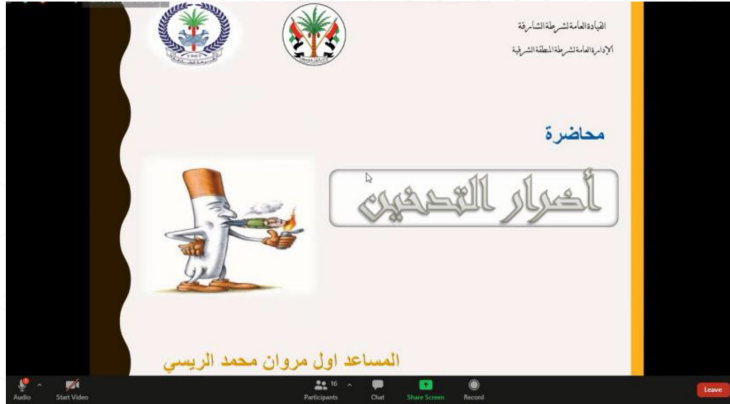 القيادة العامة لشرطة الشارقة
الإدارة العامة لشرطة المنطقة الشرقية
محاضرة
أضرار التدخين
المساعد اول مروان محمد الريسي
16
Audio
Start Video
Participants
Chat
Share Screen
Record
Leave